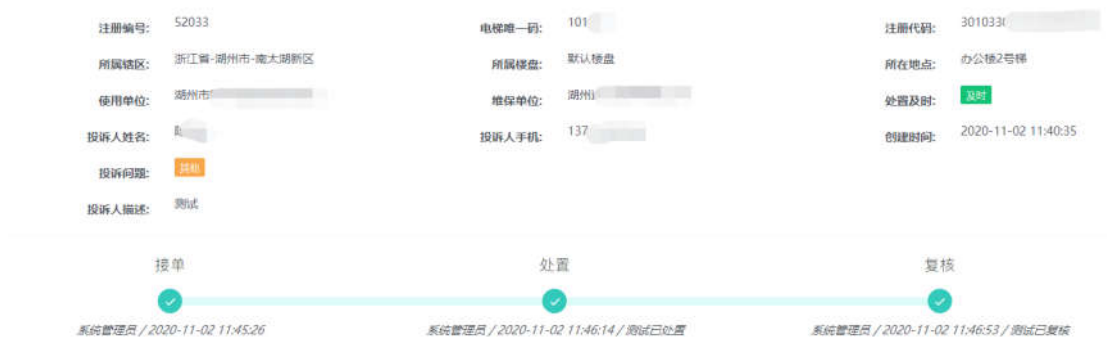 注册编号: 52033 电梯唯一码: 101 注册代码: 301033
所属辖区: 浙江省-湖州市-南太湖新区 所属楼盘: 默认楼盘 所在地点: 办公楼2号梯
使用单位: 湖州市 维保单位: 湖州 处置及时: 及时
投诉人姓名: 投诉人手机: 137 创建时间: 2020-11-02 11:40:35
投诉问题: 其他
投诉人描述: 测试
接单 处置 复核
系统管理员 / 2020-11-02 11:45:26 系统管理员 / 2020-11-02 11:46:14 / 测试已处置 系统管理员 / 2020-11-02 11:46:53 / 测试已复核